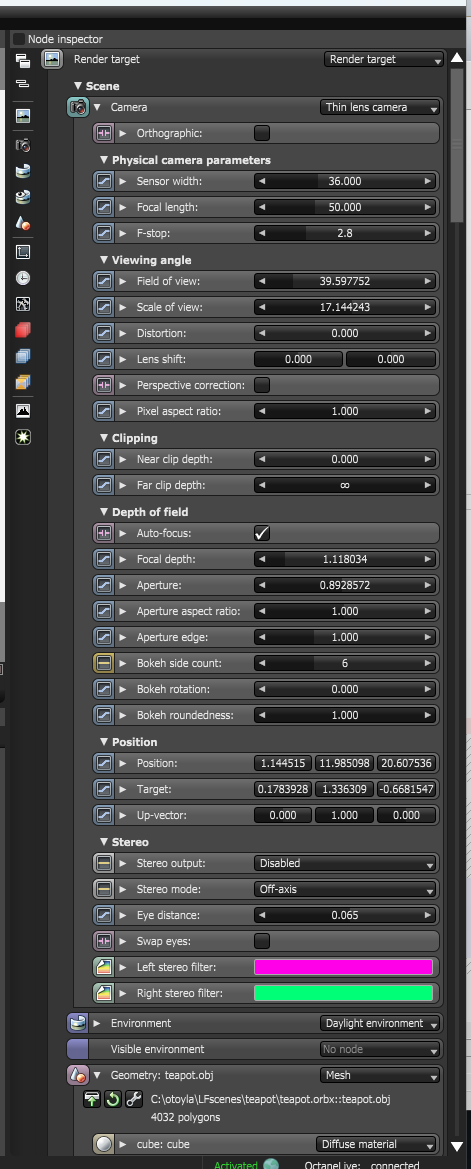 Node inspector
Render target Render target
Scene
Camera Thin lens camera
Orthographic:
Physical camera parameters
Sensor width: 36.000
Focal length: 50.000
F-stop: 2.8
Viewing angle
Field of view: 39.597752
Scale of view: 17.144243
Distortion: 0.000
Lens shift: 0.000 0.000
Perspective correction:
Pixel aspect ratio: 1.000
Clipping
Near clip depth: 0.000
Far clip depth: ∞
Depth of field
Auto-focus:
Focal depth: 1.118034
Aperture: 0.8928572
Aperture aspect ratio: 1.000
Aperture edge: 1.000
Bokeh side count: 6
Bokeh rotation: 0.000
Bokeh roundedness: 1.000
Position
Position: 1.144515 11.985098 20.607536
Target: 0.1783928 1.336309 -0.6681547
Up-vector: 0.000 1.000 0.000
Stereo
Stereo output: Disabled
Stereo mode: Off-axis
Eye distance: 0.065
Swap eyes:
Left stereo filter:
Right stereo filter:
Environment Daylight environment
Visible environment No node
Geometry: teapot.obj Mesh
C:\otoyla\LFscenes\teapot\teapot.orbx::teapot.obj
4032 polygons
cube: cube Diffuse material
Activated OctaneLive: connected